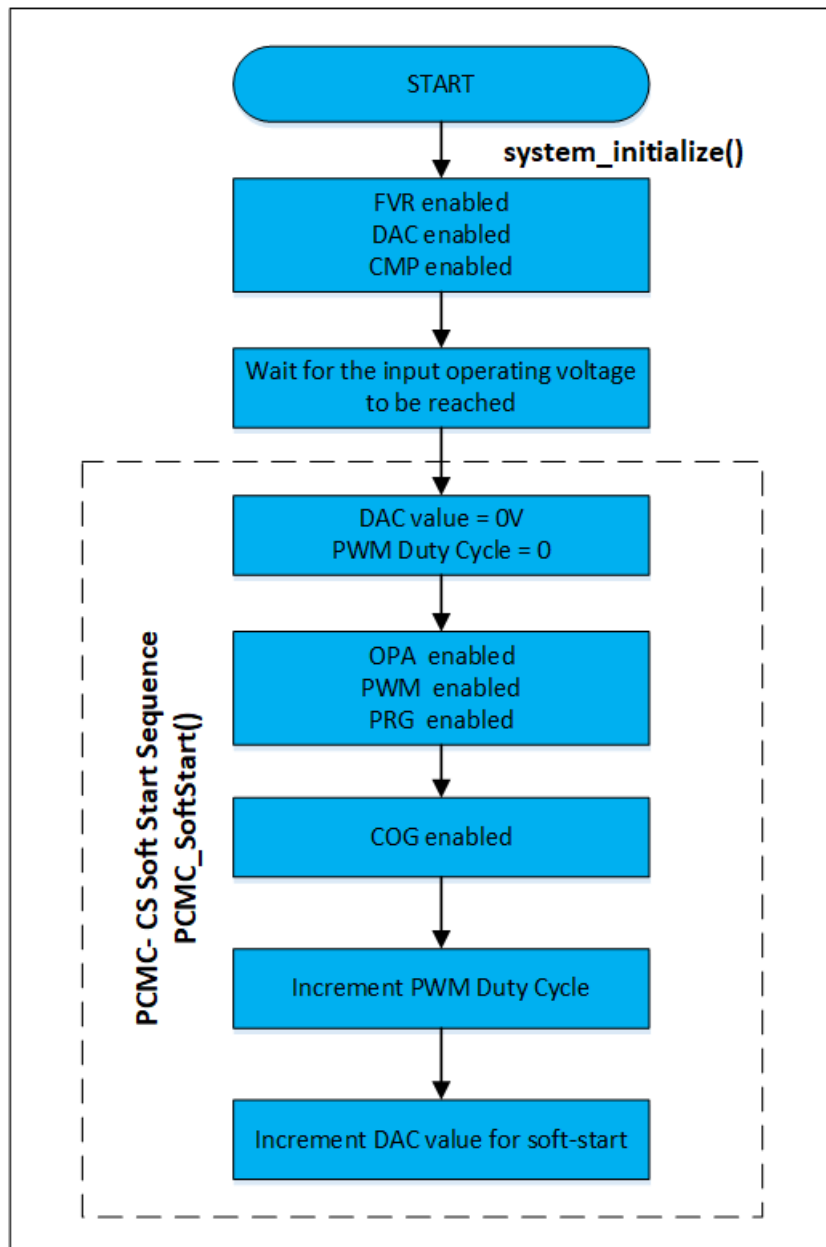 START
system_initialize()
FVR enabled
DAC enabled
CMP enabled
Wait for the input operating voltage
to be reached
PCMC- CS Soft Start Sequence
PCMC_SoftStart()
DAC value = 0V
PWM Duty Cycle = 0
OPA enabled
PWM enabled
PRG enabled
COG enabled
Increment PWM Duty Cycle
Increment DAC value for soft-start